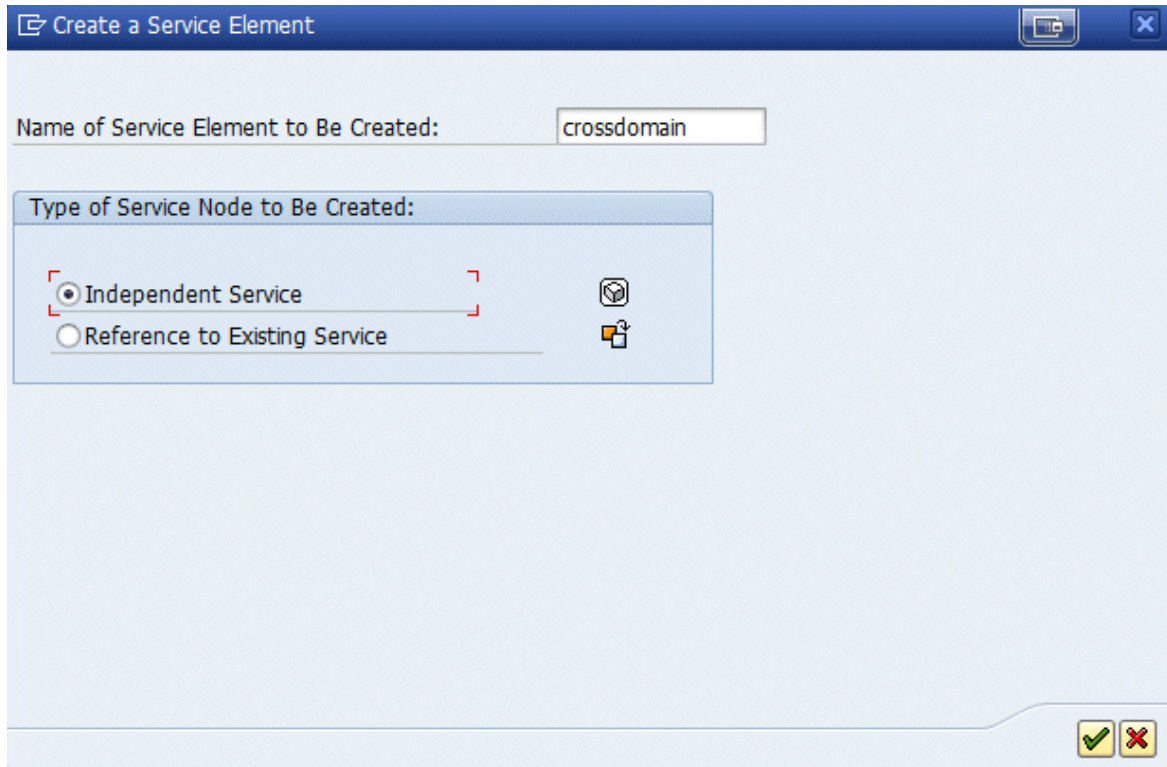 Create a Service Element
Name of Service Element to Be Created: crossdomain
Type of Service Node to Be Created:
Independent Service
Reference to Existing Service